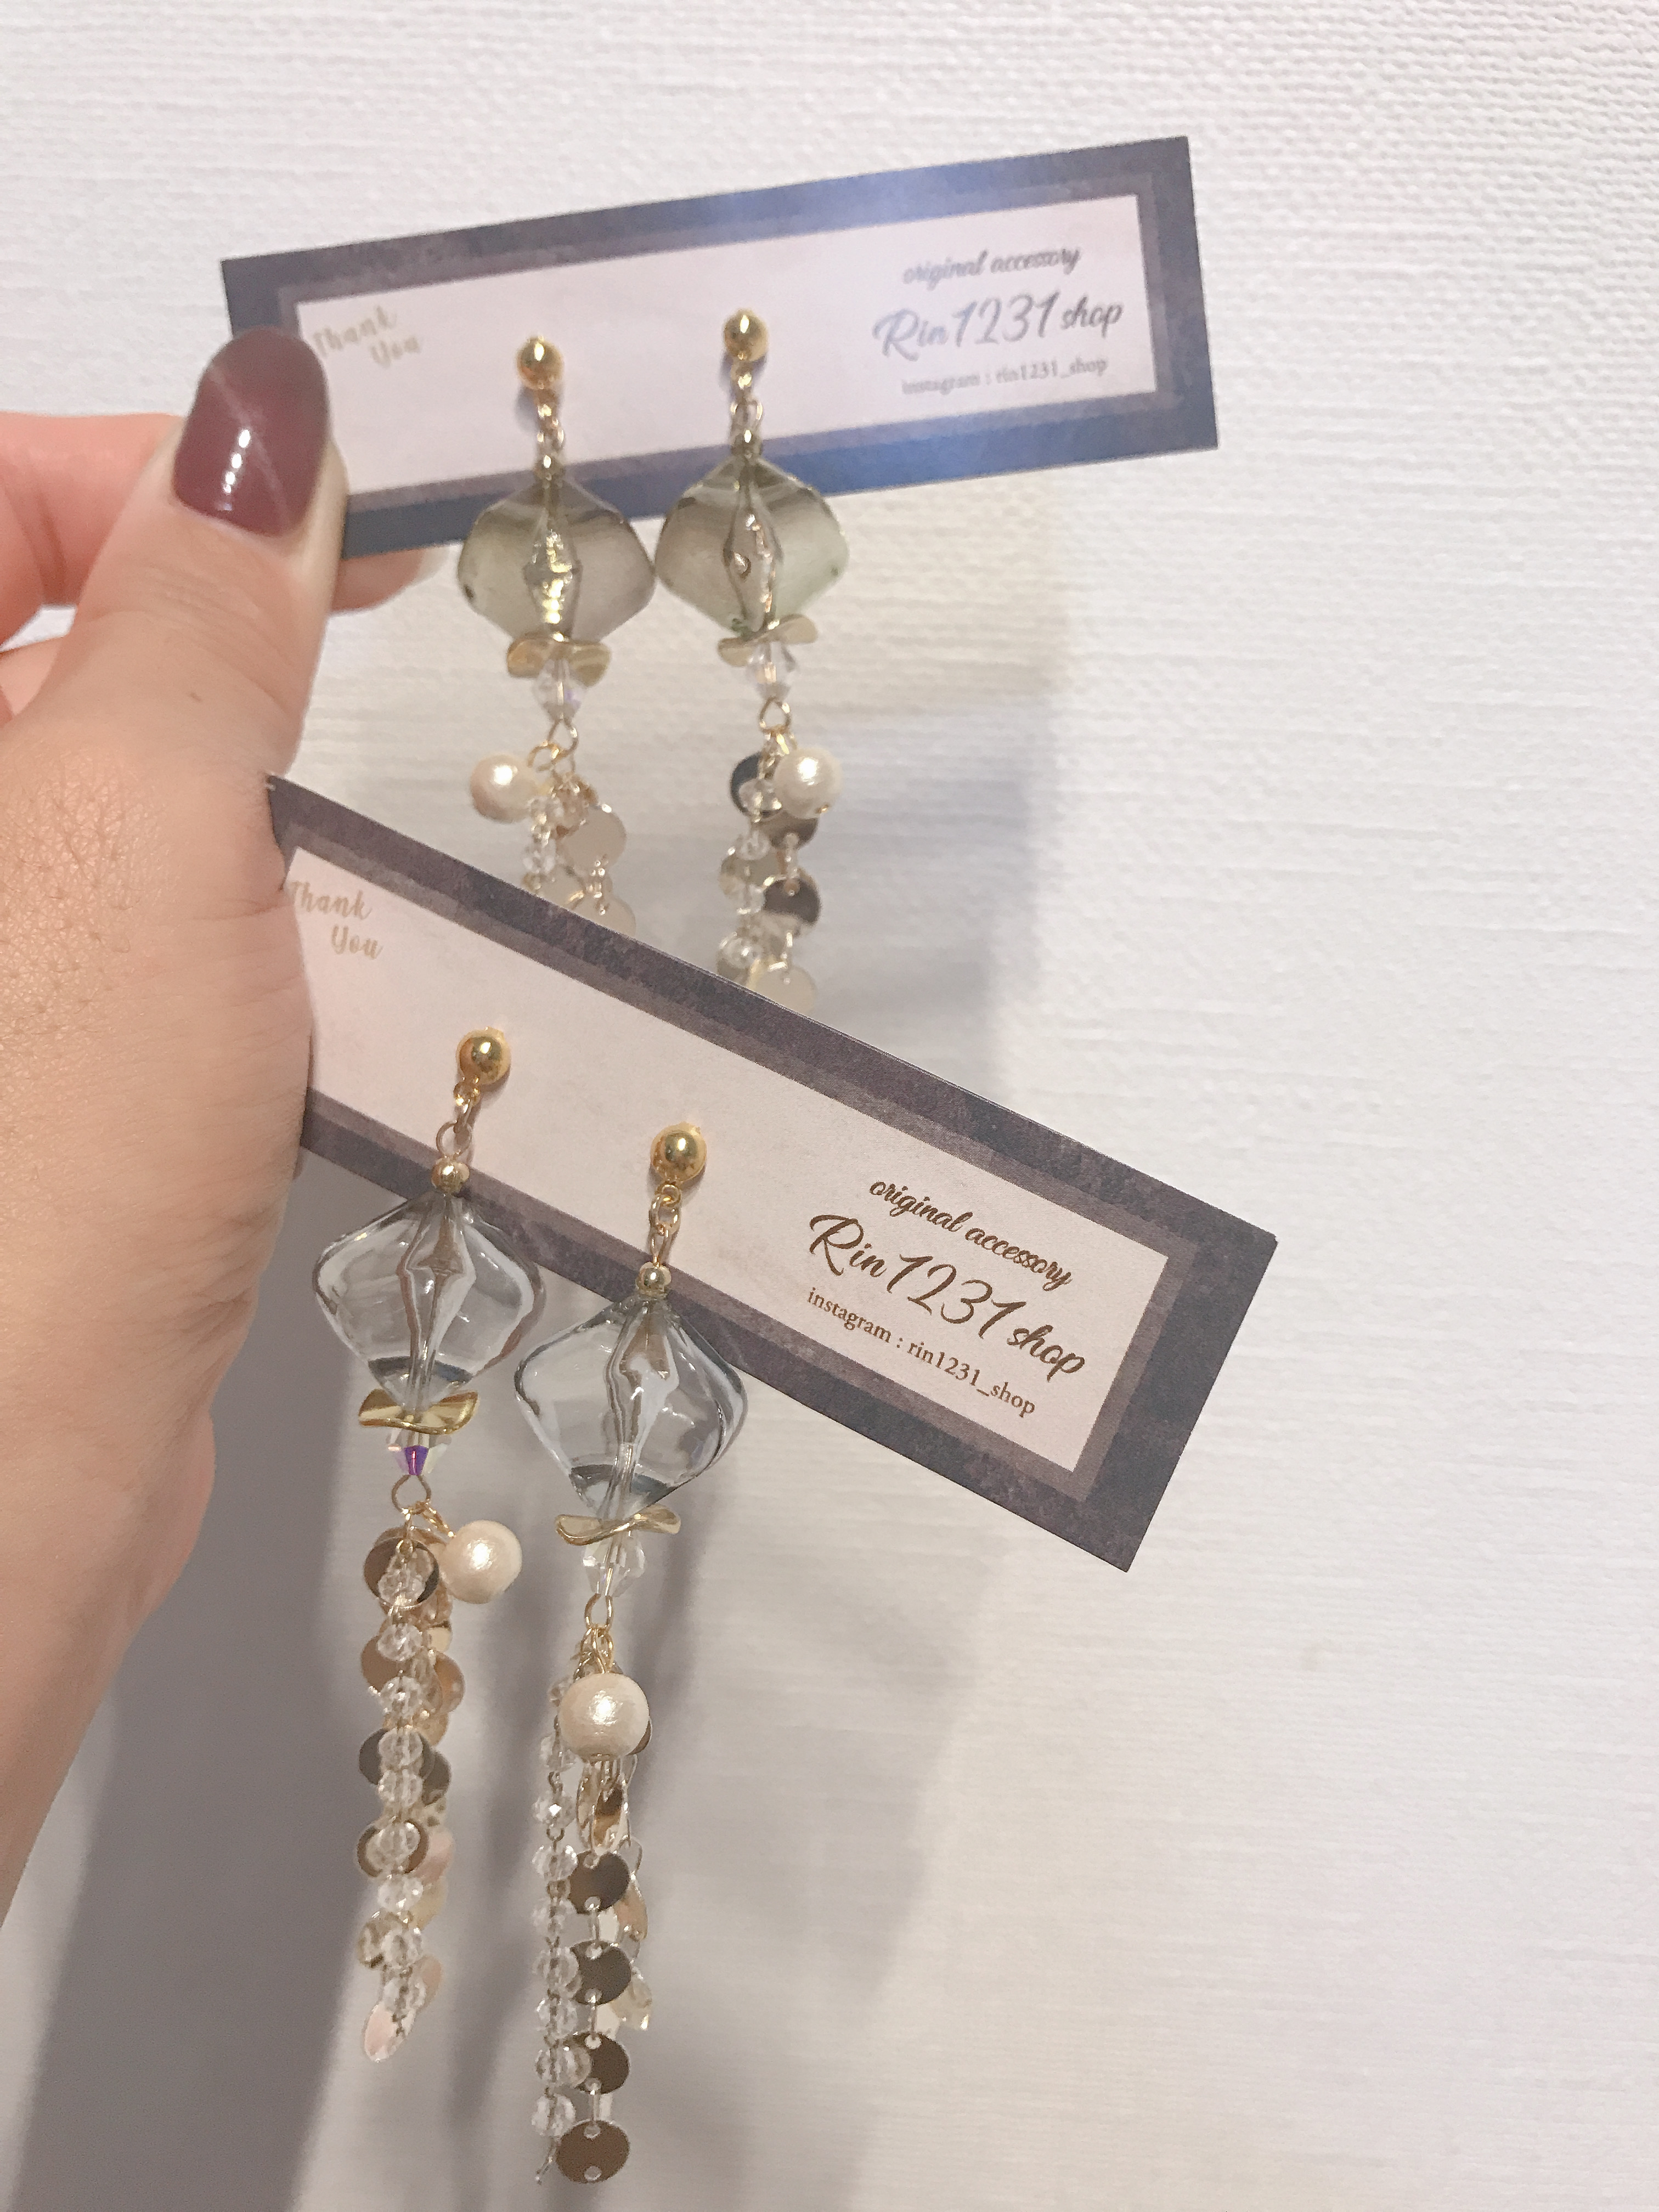 Thank
You
original accessory
Rin1231 shop
instagram : rin1231_shop
Thank
You
original accessory
Rin1231 shop
instagram : rin1231_shop